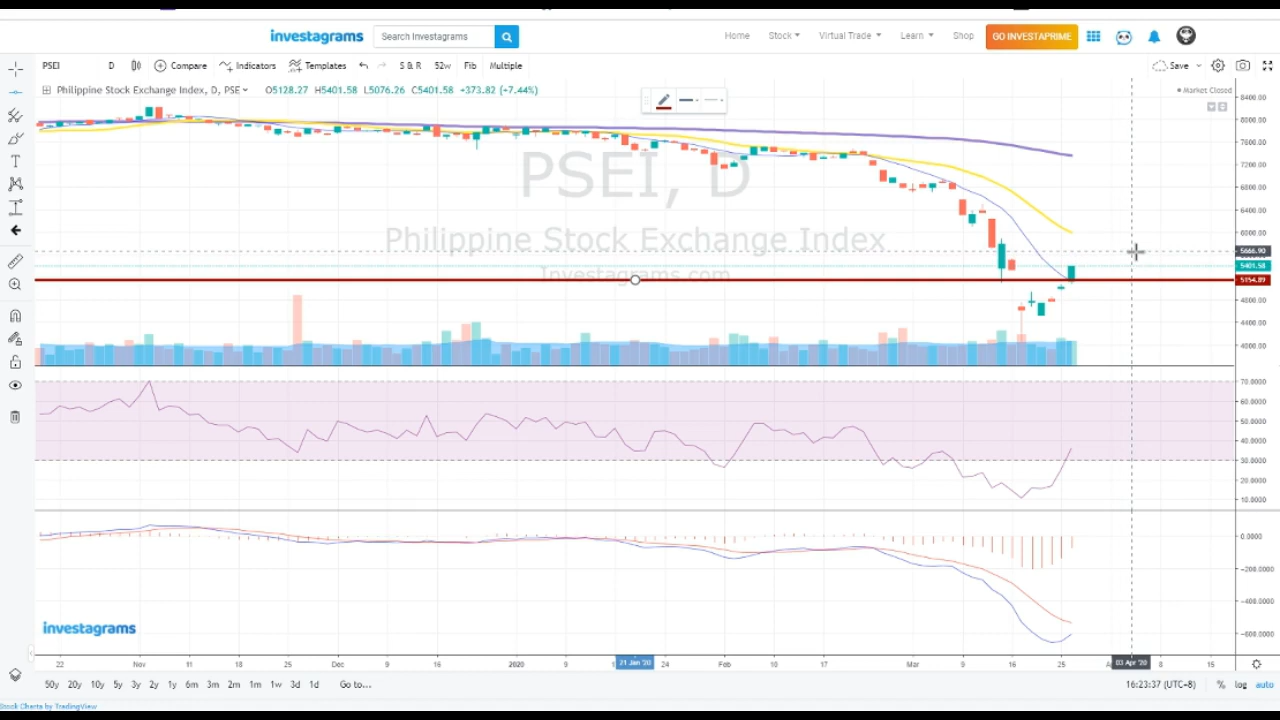 investagrams
Search Investagrams
Home Stock Virtual Trade Learn Shop GO INVESTAPRIME
PSEI D Compare Indicators Templates S & R 52w Fib Multiple Save
Philippine Stock Exchange Index, D, PSE O5128.27 H5401.58 L5076.26 C5401.58 +373.82 (+7.44%)
Market Closed
PSEI, D
Philippine Stock Exchange Index
Investagrams.com
8400.00
8000.00
7600.00
7200.00
6800.00
6400.00
6000.00
5666.90
5401.58
5154.89
4800.00
4400.00
4000.00
70.0000
60.0000
50.0000
40.0000
30.0000
20.0000
10.0000
0.0000
-200.0000
-400.0000
-600.0000
investagrams
22 Nov 11 18 25 Dec 9 16 2020 9 21 Jan '20 24 Feb 10 17 Mar 9 16 25 03 Apr '20 8 15
50y 20y 10y 5y 3y 2y 1y 6m 3m 2m 1m 1w 3d 1d Go to... 16:23:37 (UTC+8) % log auto
Stock Charts by TradingView